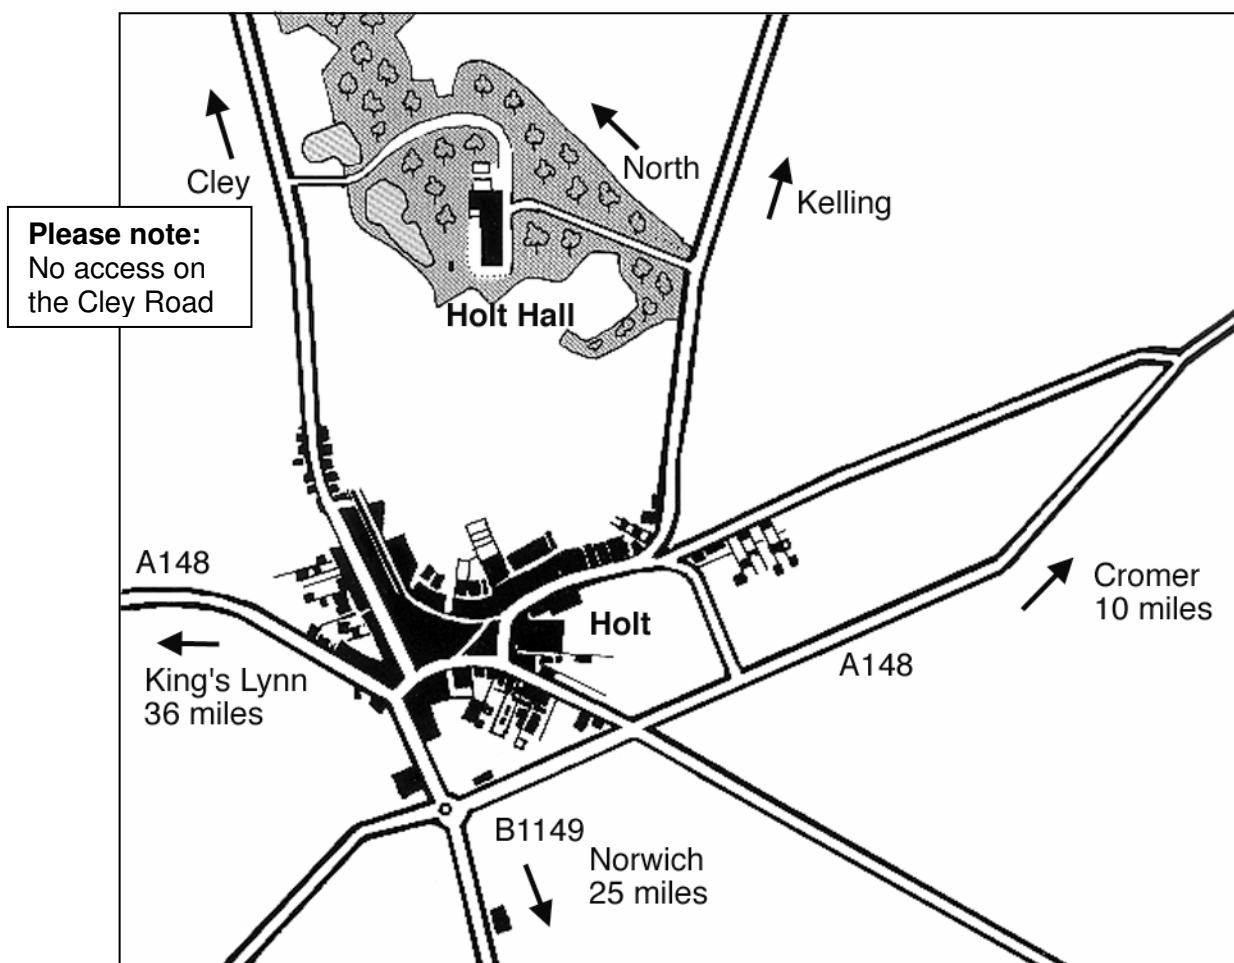 North
Cley
Kelling
Please note:
No access on
the Cley Road
Holt Hall
A148
Cromer
10 miles
Holt
A148
King's Lynn
36 miles
B1149
Norwich
25 miles